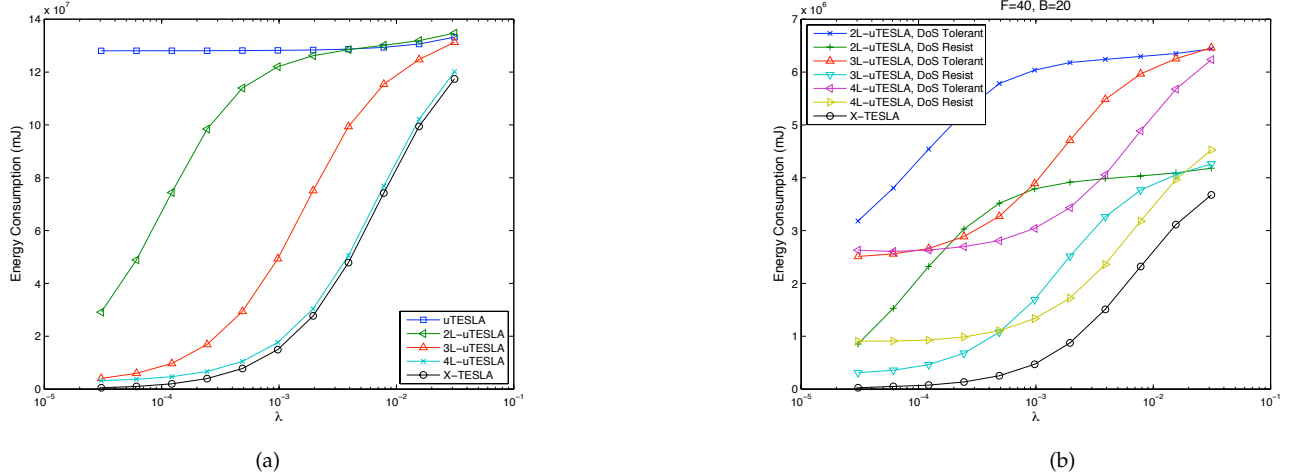 x 10^7
14
12
10
8
6
4
2
0
Energy Consumption (mJ)
10^-5
10^-4
10^-3
10^-2
10^-1
λ
uTESLA
2L-uTESLA
3L-uTESLA
4L-uTESLA
X-TESLA
(a)
F=40, B=20
x 10^6
7
6
5
4
3
2
1
0
Energy Consumption (mJ)
10^-5
10^-4
10^-3
10^-2
10^-1
λ
2L-uTESLA, DoS Tolerant
2L-uTESLA, DoS Resist
3L-uTESLA, DoS Tolerant
3L-uTESLA, DoS Resist
4L-uTESLA, DoS Tolerant
4L-uTESLA, DoS Resist
X-TESLA
(b)